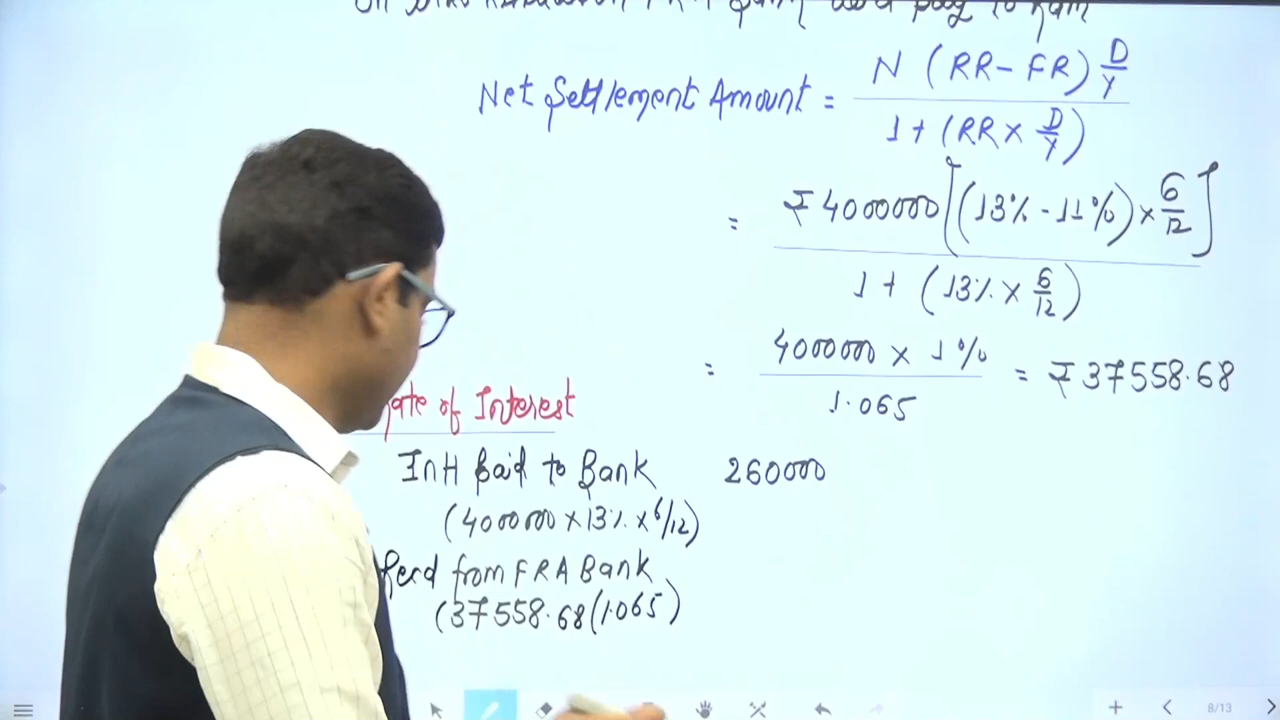 Net Settlement Amount = N (RR - FR) D/Y / 1 + (RR × D/Y)
= ₹4000000[(13% - 11%) × 6/12] / 1 + (13% × 6/12)
= 4000000 × 1% / 1.065 = ₹37558.68
Rate of Interest
Int paid to Bank 260000
(4000000 × 13% × 6/12)
Recd from FRA Bank
(37558.68(1.065)
8/13